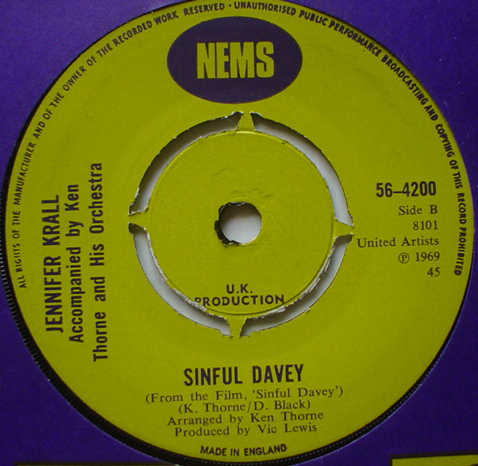 ALL RIGHTS OF THE MANUFACTURER AND OF THE OWNER OF THE RECORDED WORK RESERVED · UNAUTHORISED PUBLIC PERFORMANCE BROADCASTING AND COPYING OF THIS RECORD PROHIBITED
NEMS
JENNIFER KRALL
Accompanied by Ken
Thorne and His Orchestra
56-4200
Side B
8101
United Artists
℗ 1969
45
U.K.
PRODUCTION
SINFUL DAVEY
(From the Film, 'Sinful Davey')
(K. Thorne/D. Black)
Arranged by Ken Thorne
Produced by Vic Lewis
MADE IN ENGLAND